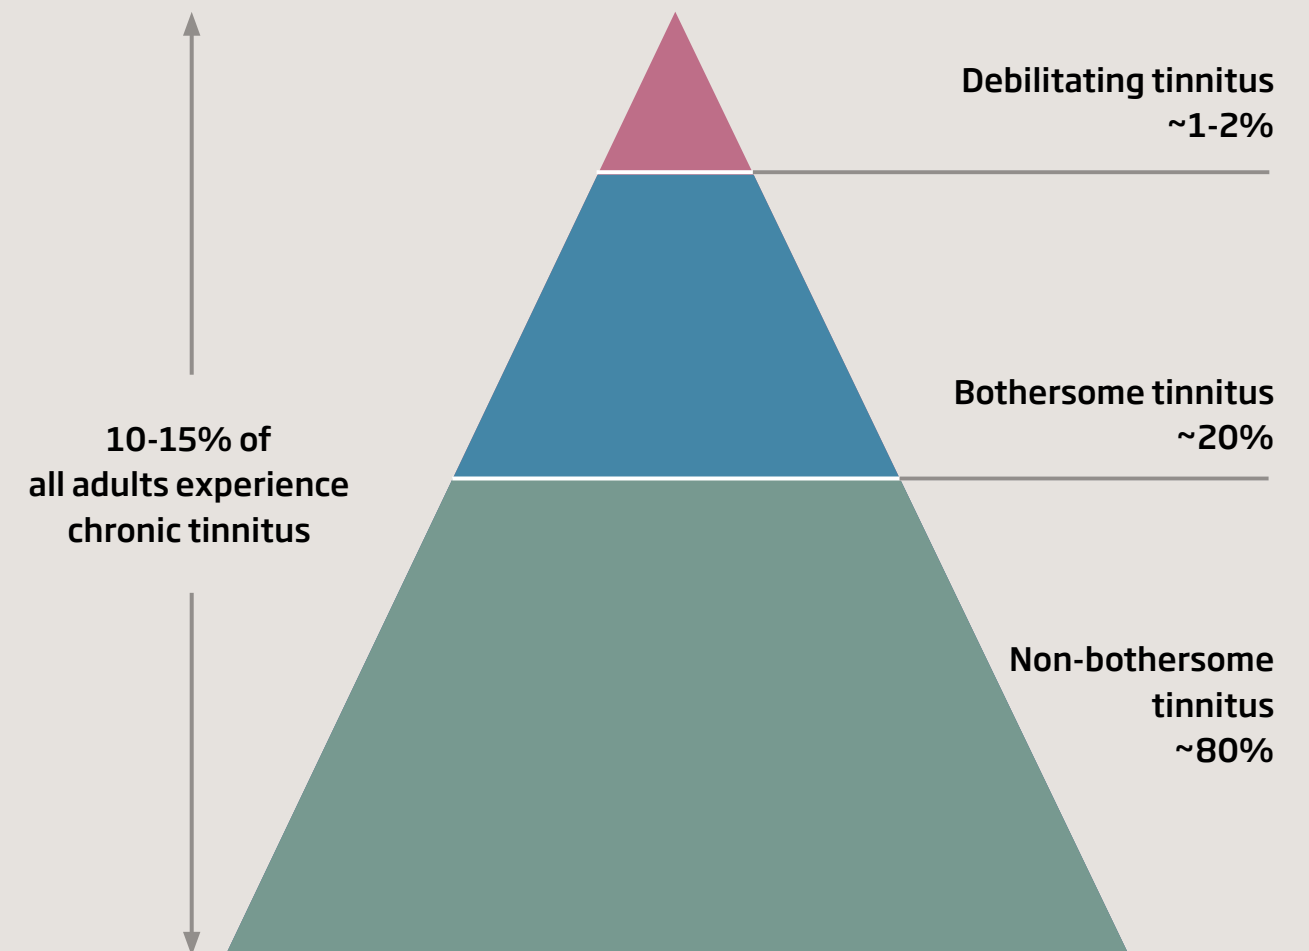 Debilitating tinnitus
~1-2%
Bothersome tinnitus
~20%
10-15% of
all adults experience
chronic tinnitus
Non-bothersome
tinnitus
~80%